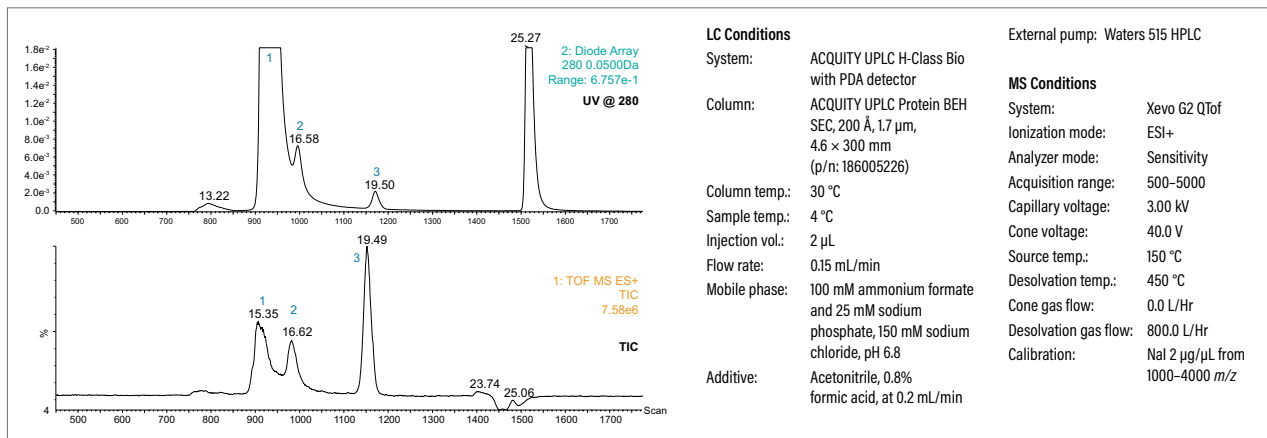 1.8e-2
1.6e-2
1.4e-2
1.2e-2
1.0e-2
8.0e-3
6.0e-3
4.0e-3
2.0e-3
0.0
13.22
1
2
16.58
3
19.50
25.27
2: Diode Array
280 0.0500Da
Range: 6.757e-1
UV @ 280
500 600 700 800 900 1000 1100 1200 1300 1400 1500 1600 1700
%
4
1
15.35
2
16.62
19.49
3
23.74
25.06
1: TOF MS ES+
TIC
7.58e6
TIC
Scan
500 600 700 800 900 1000 1100 1200 1300 1400 1500 1600 1700
LC Conditions
System: ACQUITY UPLC H-Class Bio
with PDA detector
Column: ACQUITY UPLC Protein BEH
SEC, 200 Å, 1.7 µm,
4.6 × 300 mm
(p/n: 186005226)
Column temp.: 30 °C
Sample temp.: 4 °C
Injection vol.: 2 µL
Flow rate: 0.15 mL/min
Mobile phase: 100 mM ammonium formate
and 25 mM sodium
phosphate, 150 mM sodium
chloride, pH 6.8
Additive: Acetonitrile, 0.8%
formic acid, at 0.2 mL/min
External pump: Waters 515 HPLC
MS Conditions
System: Xevo G2 QTof
Ionization mode: ESI+
Analyzer mode: Sensitivity
Acquisition range: 500–5000
Capillary voltage: 3.00 kV
Cone voltage: 40.0 V
Source temp.: 150 °C
Desolvation temp.: 450 °C
Cone gas flow: 0.0 L/Hr
Desolvation gas flow: 800.0 L/Hr
Calibration: NaI 2 µg/µL from
1000–4000 m/z